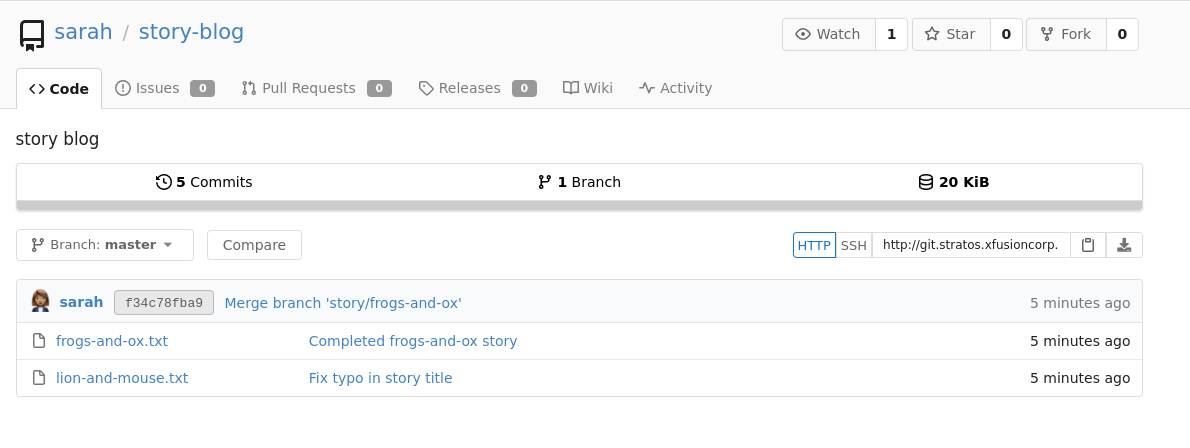 sarah / story-blog
Watch 1 Star 0 Fork 0
Code Issues 0 Pull Requests 0 Releases 0 Wiki Activity
story blog
5 Commits 1 Branch 20 KiB
Branch: master Compare HTTP SSH http://git.stratos.xfusioncorp.
sarah f34c78fba9 Merge branch 'story/frogs-and-ox' 5 minutes ago
frogs-and-ox.txt Completed frogs-and-ox story 5 minutes ago
lion-and-mouse.txt Fix typo in story title 5 minutes ago